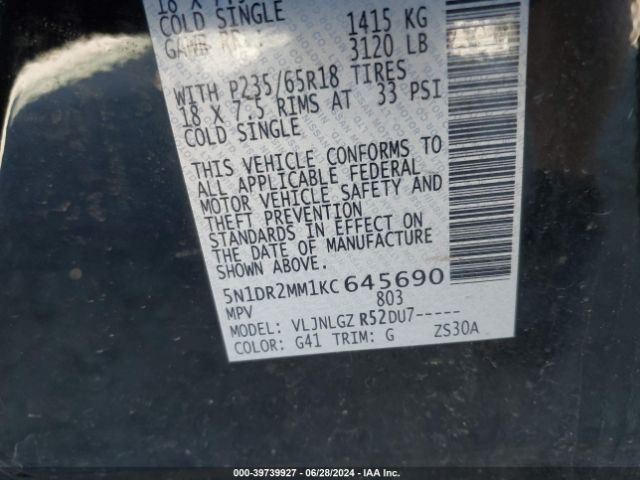 COLD SINGLE
GAWR RR: 1415 KG
3120 LB
WITH P235/65R18 TIRES
18 X 7.5 RIMS AT 33 PSI
COLD SINGLE
THIS VEHICLE CONFORMS TO
ALL APPLICABLE FEDERAL
MOTOR VEHICLE SAFETY AND
THEFT PREVENTION
STANDARDS IN EFFECT ON
THE DATE OF MANUFACTURE
SHOWN ABOVE.
5N1DR2MM1KC645690
MPV 803
MODEL: VLJNLGZ R52DU7-----
COLOR: G41 TRIM: G ZS30A
000-39739927 | 06/28/2024 | IAA Inc.